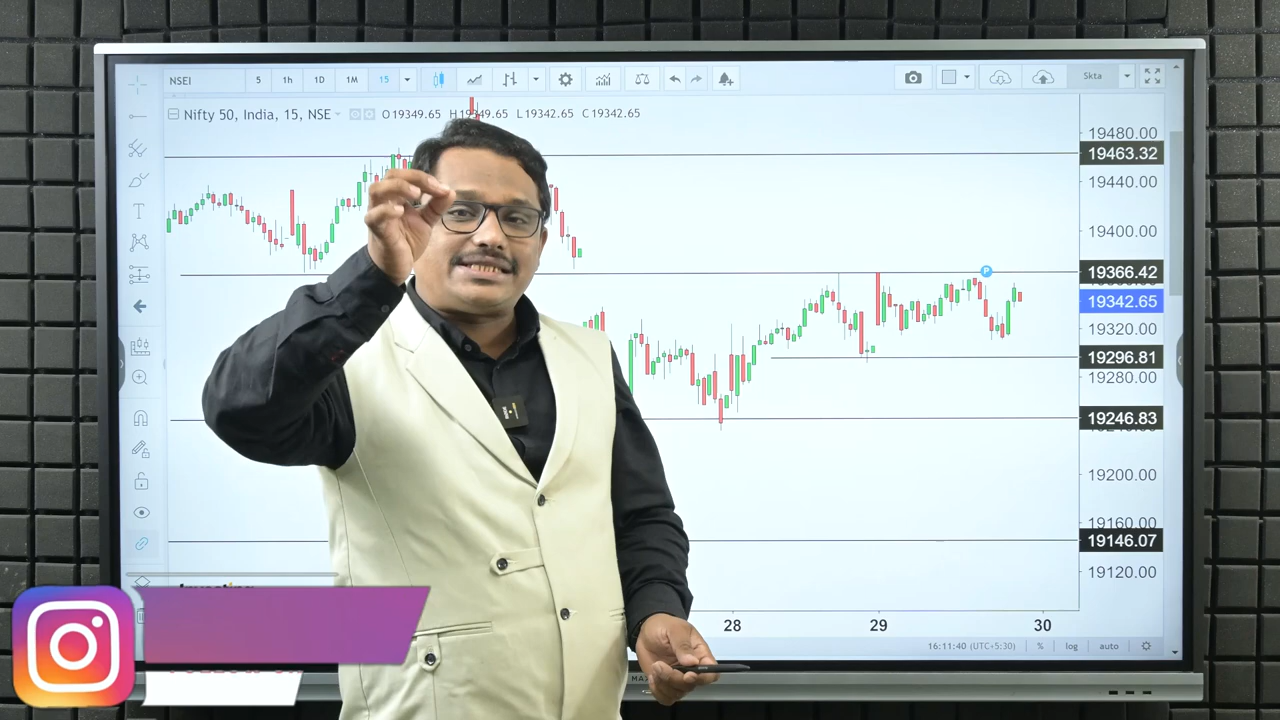 NSEI 5 1h 1D 1M 15 Skta
Nifty 50, India, 15, NSE O19349.65 H19349.65 L19342.65 C19342.65
19480.00
19463.32
19440.00
19400.00
19366.42
P
19342.65
19320.00
19296.81
19280.00
19246.83
19200.00
19160.00
19146.07
19120.00
28 29 30
16:11:40 (UTC+5:30) % log auto